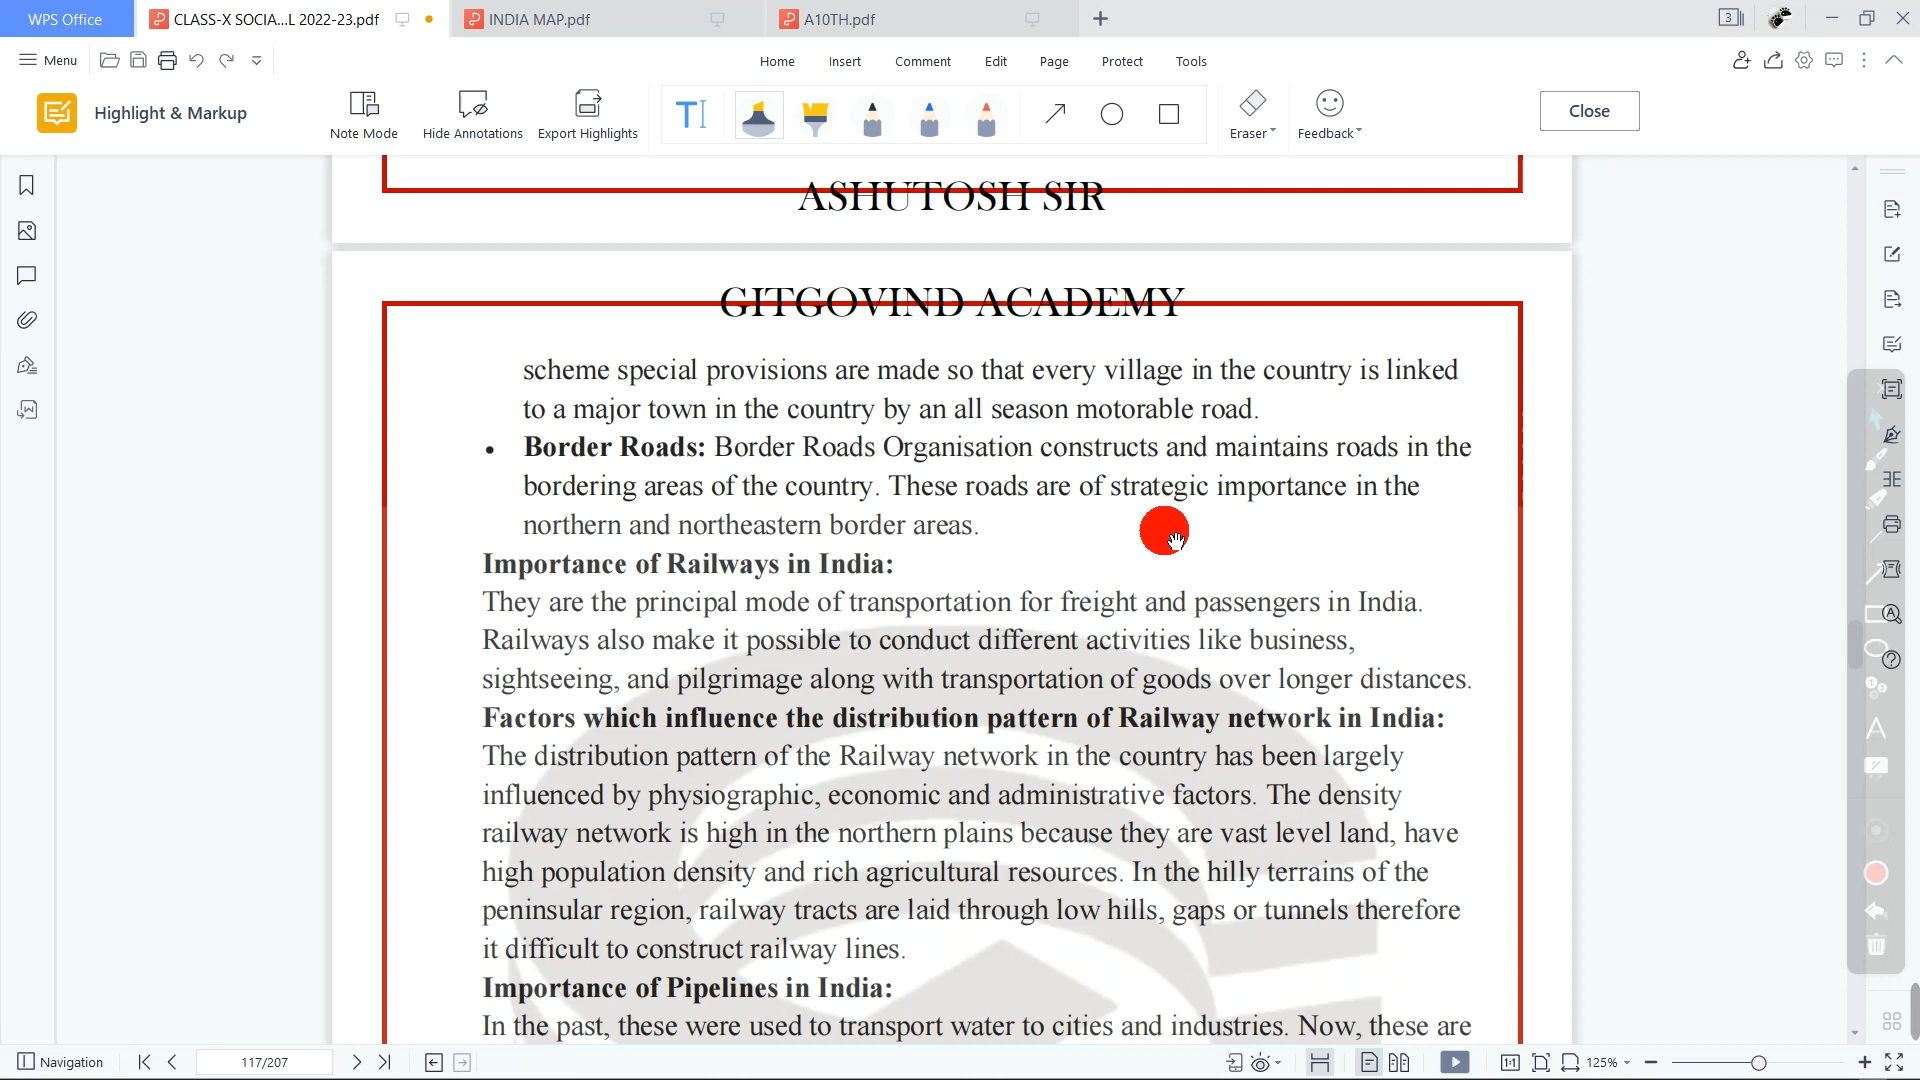 WPS Office
CLASS-X SOCIA...L 2022-23.pdf
INDIA MAP.pdf
A10TH.pdf
3
Menu
Home
Insert
Comment
Edit
Page
Protect
Tools
Highlight & Markup
Note Mode
Hide Annotations
Export Highlights
Eraser
Feedback
Close
ASHUTOSH SIR
GITGOVIND ACADEMY
scheme special provisions are made so that every village in the country is linked
to a major town in the country by an all season motorable road.
• Border Roads: Border Roads Organisation constructs and maintains roads in the
bordering areas of the country. These roads are of strategic importance in the
northern and northeastern border areas.
Importance of Railways in India:
They are the principal mode of transportation for freight and passengers in India.
Railways also make it possible to conduct different activities like business,
sightseeing, and pilgrimage along with transportation of goods over longer distances.
Factors which influence the distribution pattern of Railway network in India:
The distribution pattern of the Railway network in the country has been largely
influenced by physiographic, economic and administrative factors. The density
railway network is high in the northern plains because they are vast level land, have
high population density and rich agricultural resources. In the hilly terrains of the
peninsular region, railway tracts are laid through low hills, gaps or tunnels therefore
it difficult to construct railway lines.
Importance of Pipelines in India:
In the past, these were used to transport water to cities and industries. Now, these are
Navigation
117/207
1:1
125%